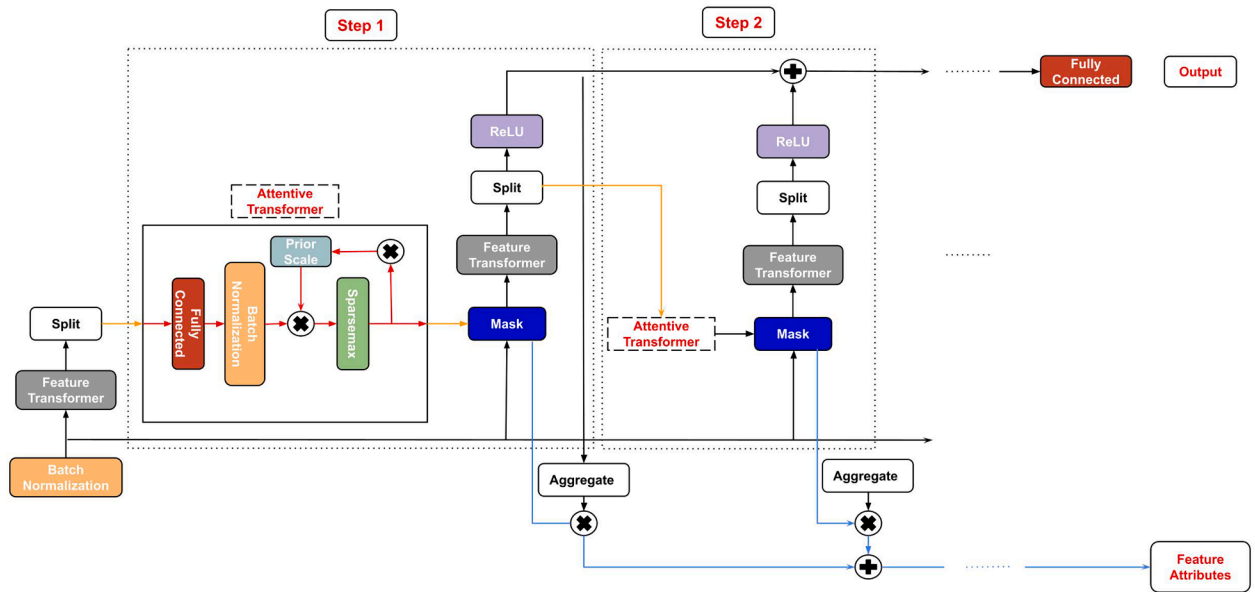 Step 1
Step 2
Fully
Connected
Output
ReLU
ReLU
Split
Split
Attentive
Transformer
Prior
Scale
Feature
Transformer
Feature
Transformer
Fully
Connected
Batch
Normalization
Sparsemax
Split
Mask
Attentive
Transformer
Mask
Feature
Transformer
Batch
Normalization
Aggregate
Aggregate
Feature
Attributes